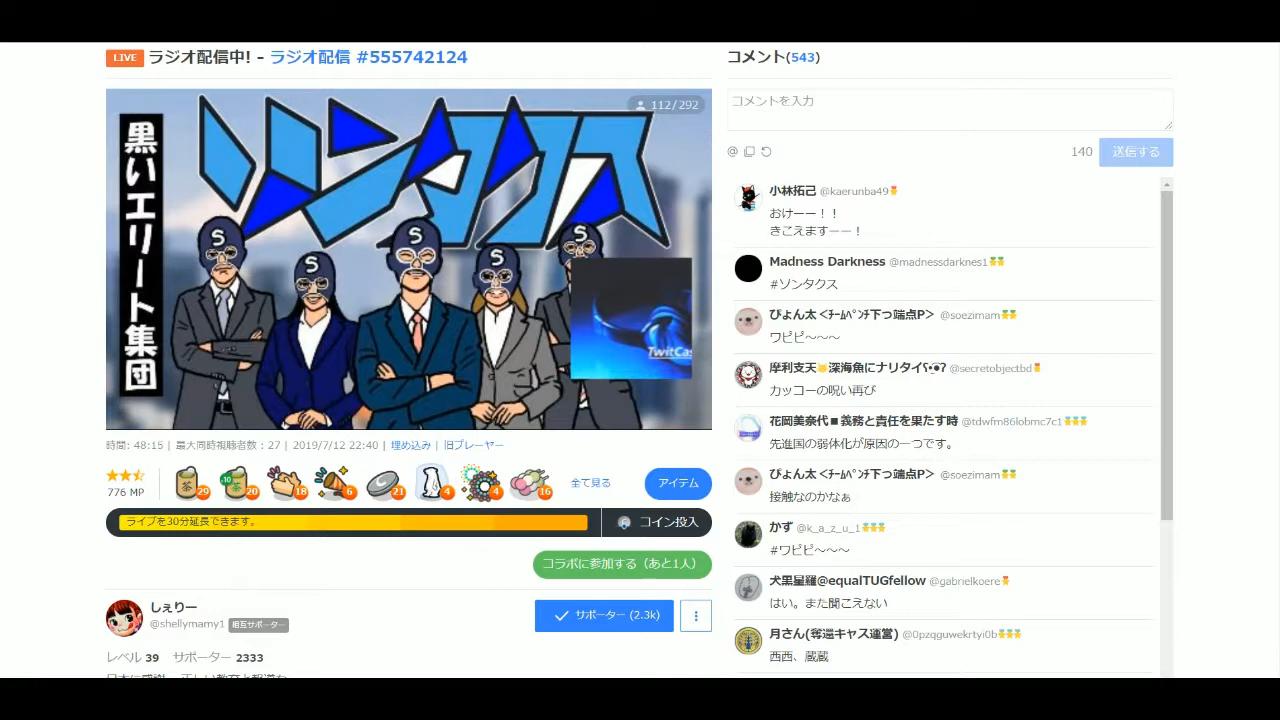 LIVE ラジオ配信中! - ラジオ配信 #555742124
112/292
黒いエリート集団
ソンタクス
S
S
S
S
S
TwitCas
時間: 48:15 | 最大同時視聴者数 : 27 | 2019/7/12 22:40 | 埋め込み | 旧プレーヤー
776 MP
茶 29
-10 茶 20
18
6
21
4
4
16
全て見る
アイテム
ライブを30分延長できます。
コイン投入
コラボに参加する（あと1人）
しぇりー
@shellymamy1 相互サポーター
サポーター (2.3k)
レベル 39 サポーター 2333
コメント(543)
コメントを入力
@ 140 送信する
小林拓己 @kaerunba49
おけーー！！
きこえますーー！
Madness Darkness @madnessdarknes1
#ソンタクス
ぴょん太<ﾁｰﾑﾊﾟﾝﾁ下っ端点P> @soezimam
ワピピ〜〜〜
摩利支天🌟深海魚にナリタイʕ•̫͡•ʔ @secretobjectbd
カッコーの呪い再び
花岡美奈代■義務と責任を果たす時 @tdwfm86lobmc7c1
先進国の弱体化が原因の一つです。
ぴょん太<ﾁｰﾑﾊﾟﾝﾁ下っ端点P> @soezimam
接触なのかなぁ
かず @k_a_z_u_1
#ワピピ〜〜〜
犬黒星羅@equalTUGfellow @gabrielkoere
はい。また聞こえない
月さん(奪還キャス運営) @0pzqguwekrtyi0b
西西、蔵蔵